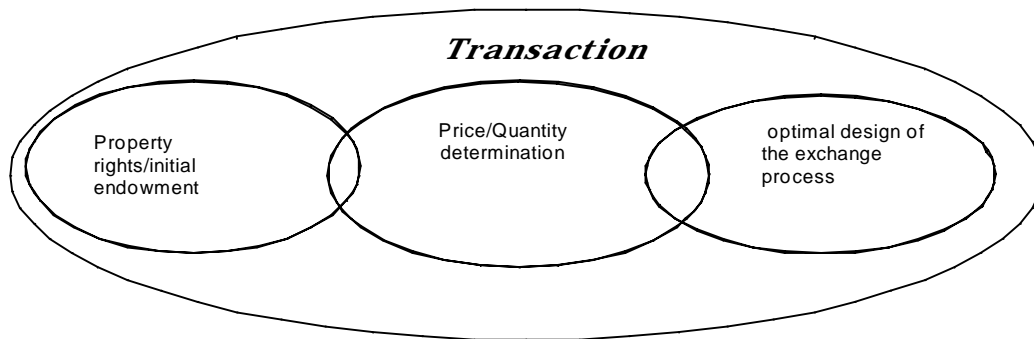 Transaction
Property
rights/initial
endowment
Price/Quantity
determination
optimal design of
the exchange
process